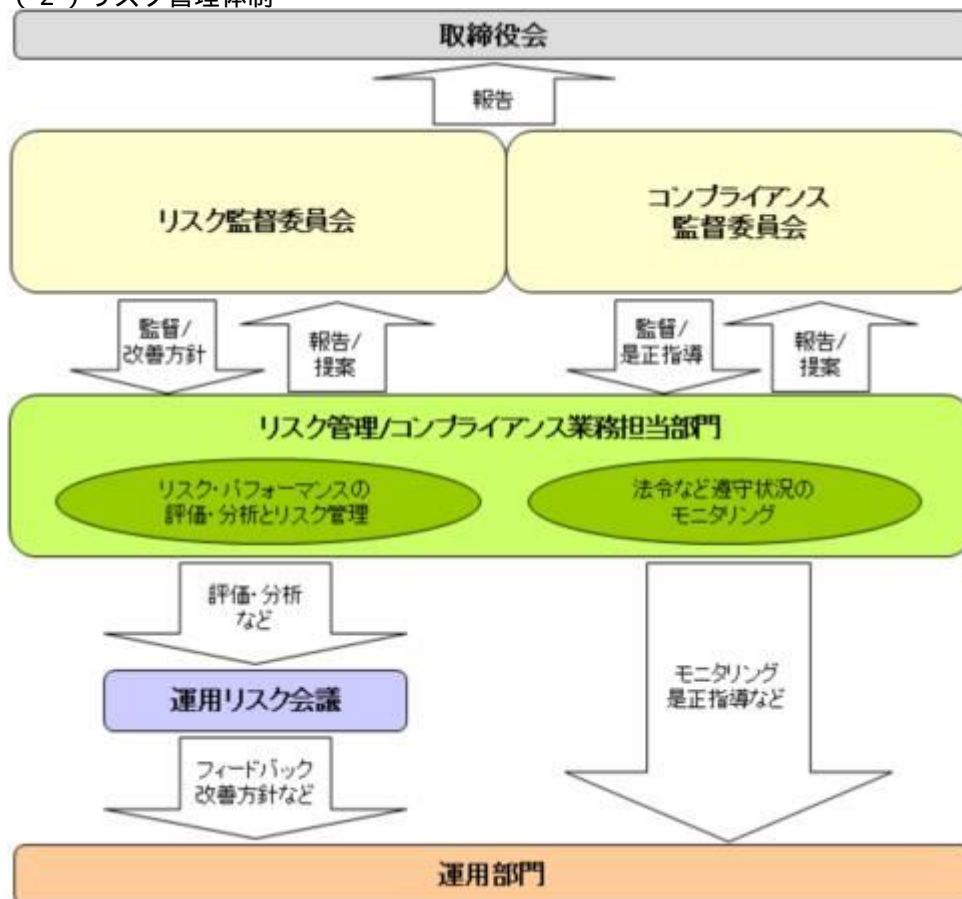 (2)リスク管理体制
取締役会
報告
リスク監督委員会
コンプライアンス
監督委員会
監督/
改善方針
報告/
提案
監督/
是正指導
報告/
提案
リスク管理/コンプライアンス業務担当部門
リスク・パフォーマンスの
評価・分析とリスク管理
法令など遵守状況の
モニタリング
評価・分析
など
運用リスク会議
モニタリング
是正指導など
フィードバック
改善方針など
運用部門